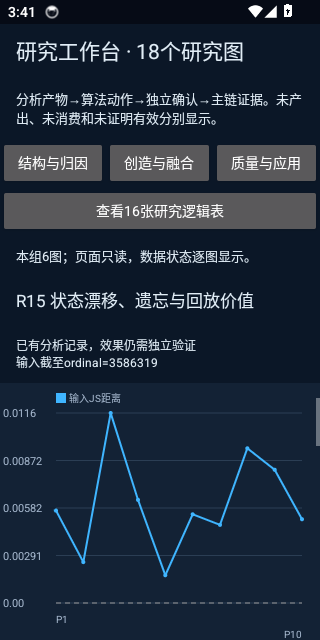 3:41
研究工作台 · 18个研究图
分析产物→算法动作→独立确认→主链证据。未产
出、未消费和未证明有效分别显示。
结构与归因
创造与融合
质量与应用
查看16张研究逻辑表
本组6图；页面只读，数据状态逐图显示。
R15 状态漂移、遗忘与回放价值
已有分析记录，效果仍需独立验证
输入截至ordinal=3586319
输入JS距离
0.0116
0.00872
0.00582
0.00291
0.00
P1
P10